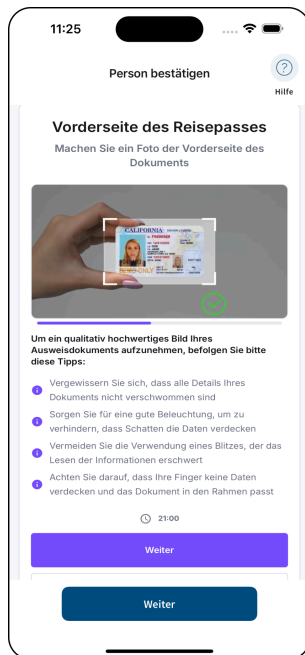 11:25
Person bestätigen
?
Hilfe
Vorderseite des Reisepasses
Machen Sie ein Foto der Vorderseite des
Dokuments
CALIFORNIA
Um ein qualitativ hochwertiges Bild Ihres
Ausweisdokuments aufzunehmen, befolgen Sie bitte
diese Tipps:
Vergewissern Sie sich, dass alle Details Ihres
Dokuments nicht verschwommen sind
Sorgen Sie für eine gute Beleuchtung, um zu
verhindern, dass Schatten die Daten verdecken
Vermeiden Sie die Verwendung eines Blitzes, der das
Lesen der Informationen erschwert
Achten Sie darauf, dass Ihre Finger keine Daten
verdecken und das Dokument in den Rahmen passt
21:00
Weiter
Weiter